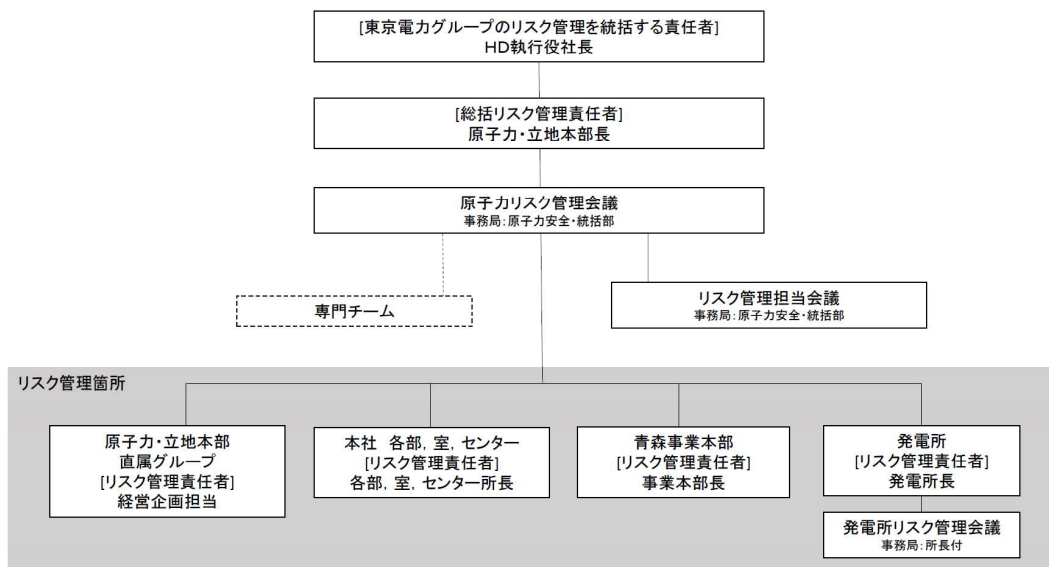 [東京電力グループのリスク管理を統括する責任者]
HD執行役社長
[総括リスク管理責任者]
原子力・立地本部長
原子力リスク管理会議
事務局:原子力安全・統括部
専門チーム
リスク管理担当会議
事務局:原子力安全・統括部
リスク管理箇所
原子力・立地本部
直属グループ
[リスク管理責任者]
経営企画担当
本社　各部, 室, センター
[リスク管理責任者]
各部, 室, センター所長
青森事業本部
[リスク管理責任者]
事業本部長
発電所
[リスク管理責任者]
発電所長
発電所リスク管理会議
事務局:所長付